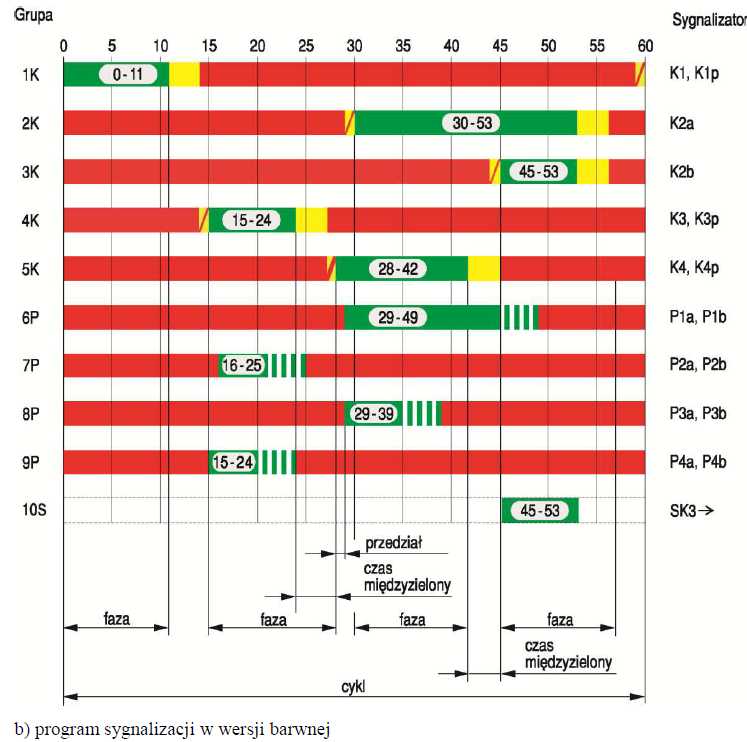 Grupa Sygnalizator
0 5 10 15 20 25 30 35 40 45 50 55 60
1K 0-11 K1, K1p
2K 30-53 K2a
3K 45-53 K2b
4K 15-24 K3, K3p
5K 28-42 K4, K4p
6P 29-49 P1a, P1b
7P 16-25 P2a, P2b
8P 29-39 P3a, P3b
9P 15-24 P4a, P4b
10S 45-53 SK3→
przedział
czas
międzyzielony
faza faza faza faza
czas
międzyzielony
cykl
b) program sygnalizacji w wersji barwnej